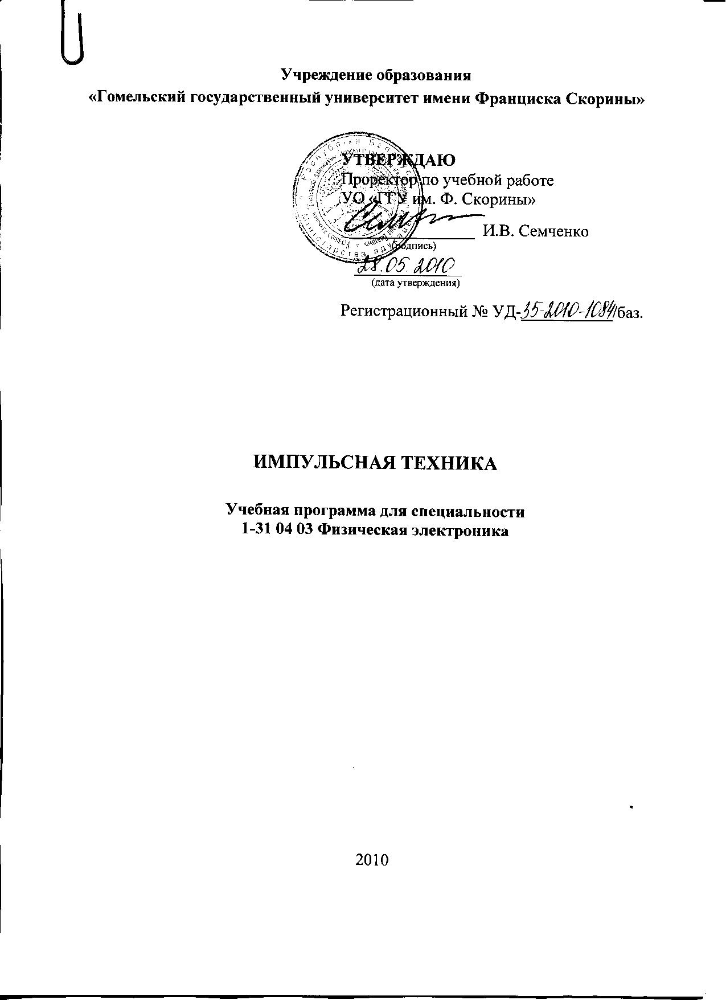 Учреждение образования
«Гомельский государственный университет имени Франциска Скорины»
УТВЕРЖДАЮ
Проректор по учебной работе
УО «ГГУ им. Ф. Скорины»
И.В. Семченко
(подпись)
28.05.2010
(дата утверждения)
Регистрационный № УД-35-2010-1084/баз.
ИМПУЛЬСНАЯ ТЕХНИКА
Учебная программа для специальности
1-31 04 03 Физическая электроника
2010